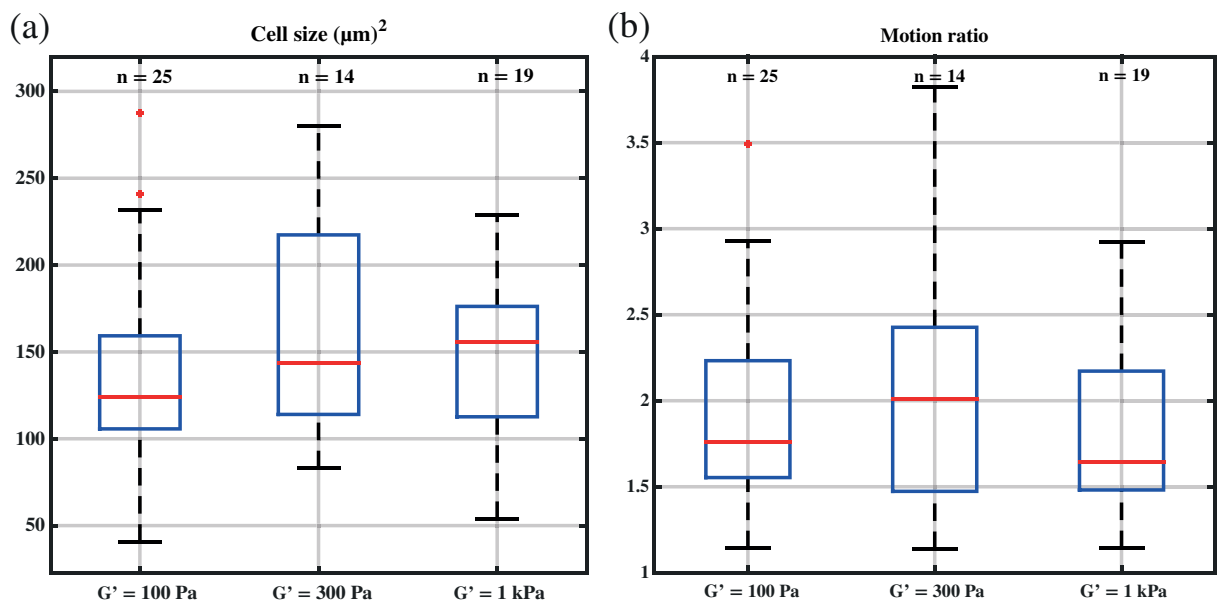 (a)
Cell size (µm)²
n = 25
n = 14
n = 19
300
250
200
150
100
50
G’ = 100 Pa
G’ = 300 Pa
G’ = 1 kPa
(b)
Motion ratio
n = 25
n = 14
n = 19
4
3.5
3
2.5
2
1.5
1
G’ = 100 Pa
G’ = 300 Pa
G’ = 1 kPa